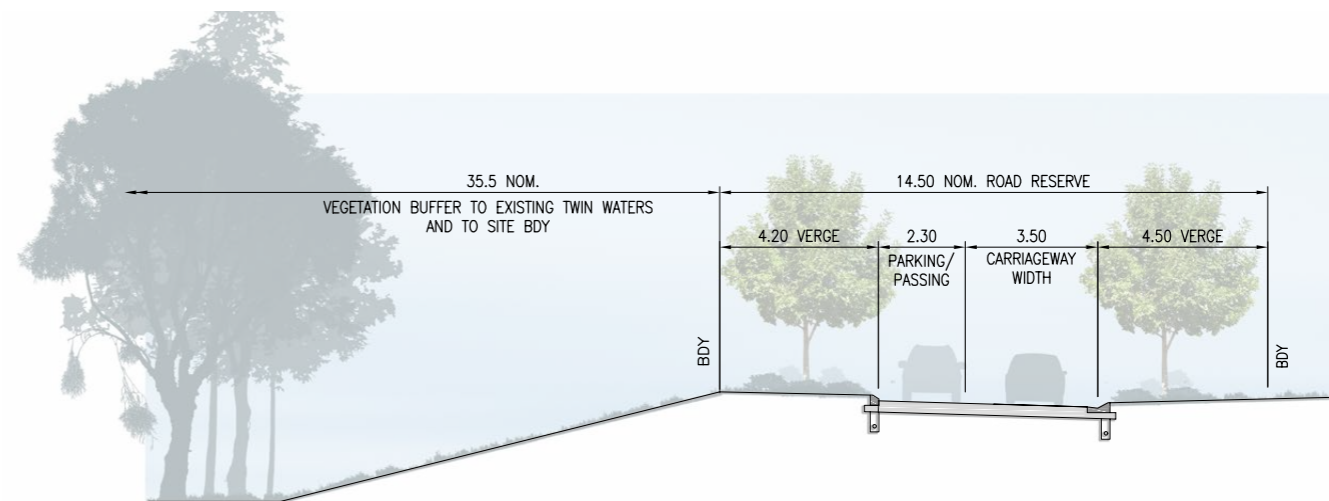 35.5 NOM.
VEGETATION BUFFER TO EXISTING TWIN WATERS
AND TO SITE BDY
14.50 NOM. ROAD RESERVE
4.20 VERGE
2.30
PARKING/
PASSING
3.50
CARRIAGEWAY
WIDTH
4.50 VERGE
BDY
BDY